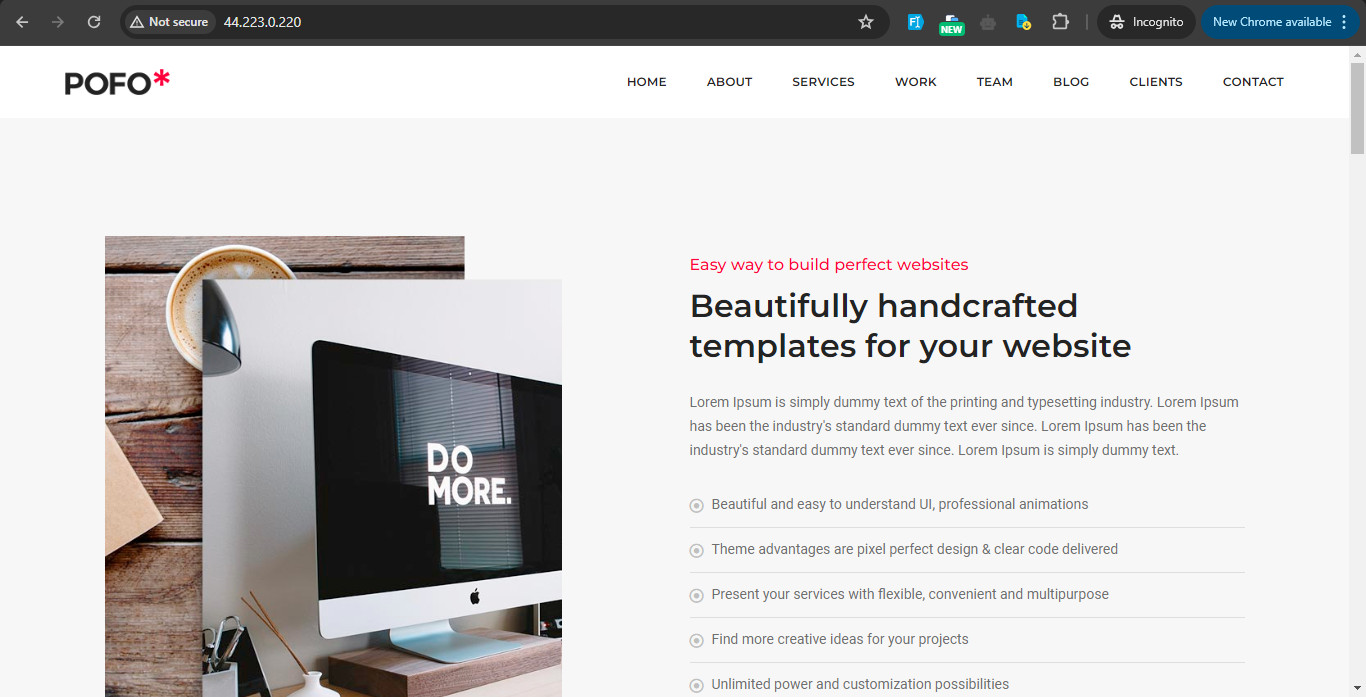 Not secure
44.223.0.220
NEW
Incognito
New Chrome available
POFO*
HOME ABOUT SERVICES WORK TEAM BLOG CLIENTS CONTACT
Easy way to build perfect websites
Beautifully handcrafted
templates for your website
Lorem Ipsum is simply dummy text of the printing and typesetting industry. Lorem Ipsum
has been the industry's standard dummy text ever since. Lorem Ipsum has been the
industry's standard dummy text ever since. Lorem Ipsum is simply dummy text.
Beautiful and easy to understand UI, professional animations
Theme advantages are pixel perfect design & clear code delivered
Present your services with flexible, convenient and multipurpose
Find more creative ideas for your projects
Unlimited power and customization possibilities
DO
MORE.